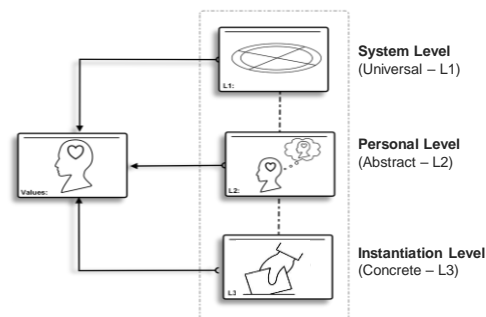 System Level
(Universal – L1)
L1:
Personal Level
(Abstract – L2)
Values:
L2:
Instantiation Level
(Concrete – L3)
L3